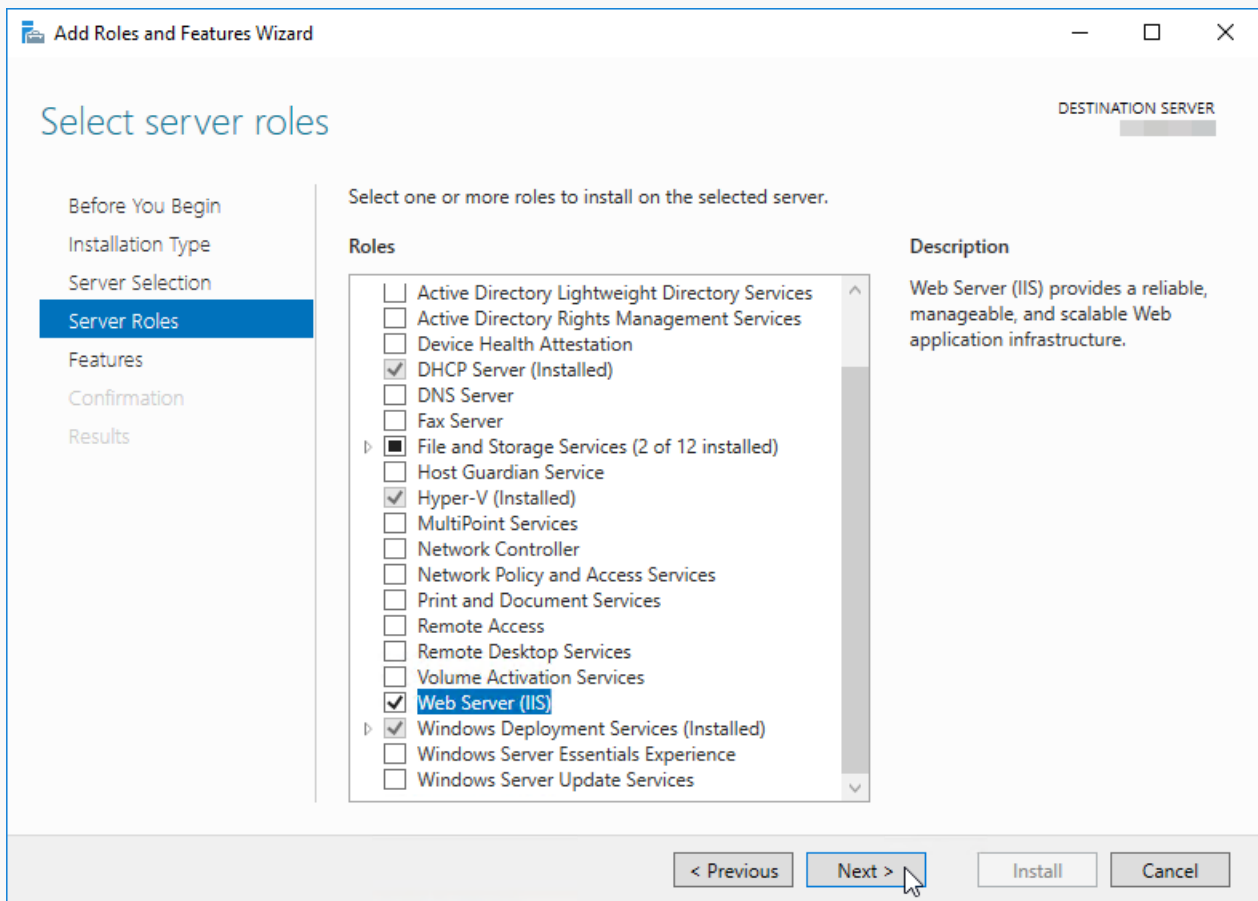 Add Roles and Features Wizard
Select server roles
DESTINATION SERVER
Before You Begin
Installation Type
Server Selection
Server Roles
Features
Confirmation
Results
Select one or more roles to install on the selected server.
Roles
Active Directory Lightweight Directory Services
Active Directory Rights Management Services
Device Health Attestation
DHCP Server (Installed)
DNS Server
Fax Server
File and Storage Services (2 of 12 installed)
Host Guardian Service
Hyper-V (Installed)
MultiPoint Services
Network Controller
Network Policy and Access Services
Print and Document Services
Remote Access
Remote Desktop Services
Volume Activation Services
Web Server (IIS)
Windows Deployment Services (Installed)
Windows Server Essentials Experience
Windows Server Update Services
Description
Web Server (IIS) provides a reliable,
manageable, and scalable Web
application infrastructure.
< Previous
Next >
Install
Cancel